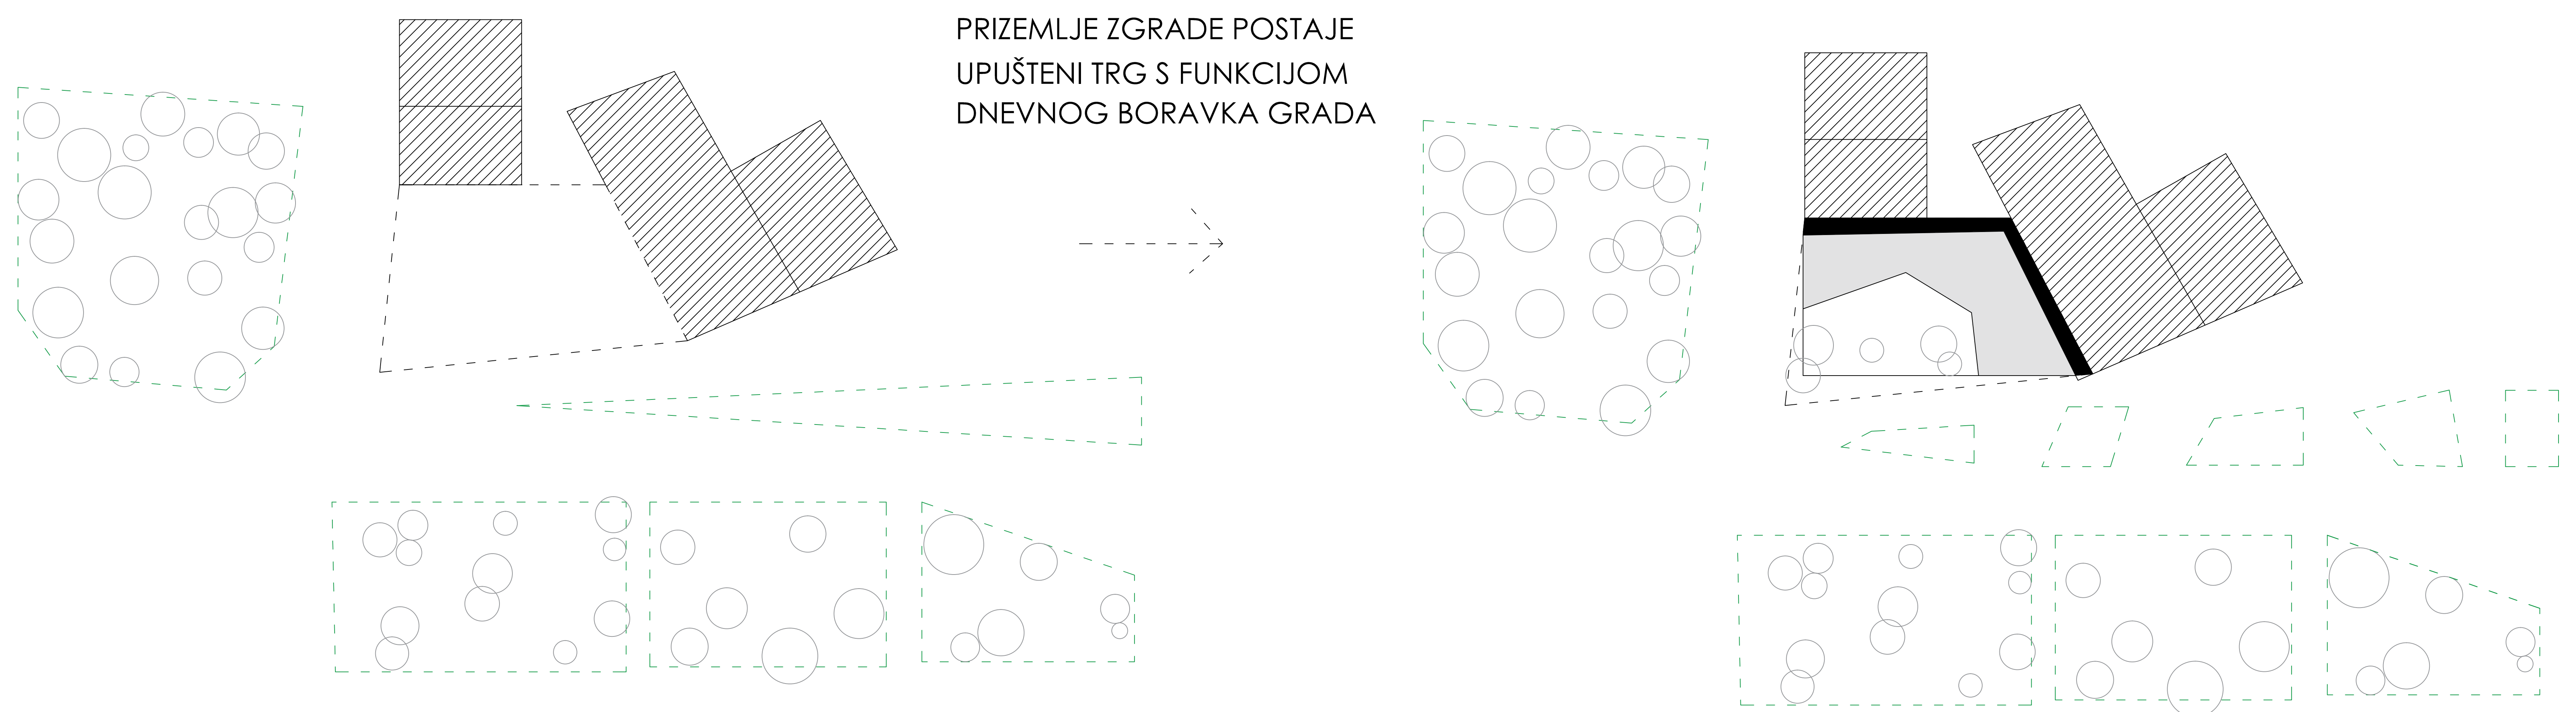 PRIZEMLJE ZGRADE POSTAJE
UPUŠTENI TRG S FUNKCIJOM
DNEVNOG BORAVKA GRADA